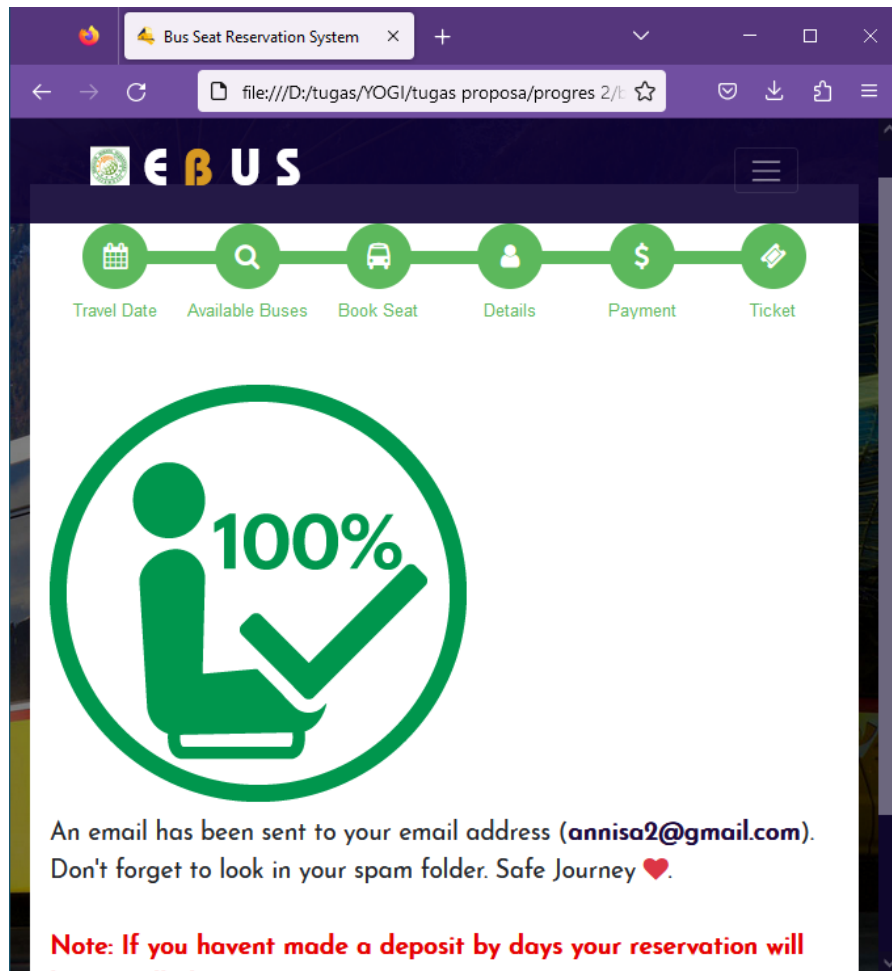 Bus Seat Reservation System
file:///D:/tugas/YOGI/tugas proposa/progres 2/b
E B U S
Travel Date Available Buses Book Seat Details Payment Ticket
100%
An email has been sent to your email address (annisa2@gmail.com).
Don't forget to look in your spam folder. Safe Journey ❤.
Note: If you havent made a deposit by days your reservation will